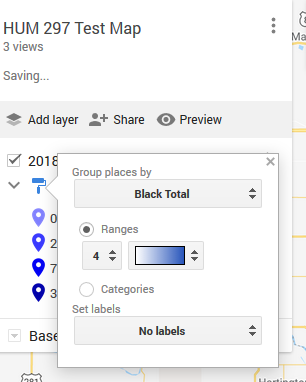 HUM 297 Test Map
3 views
Saving...
Add layer Share Preview
2018
Group places by
Black Total
Ranges
4
Categories
Set labels
No labels
0
2
7
3
Base
281